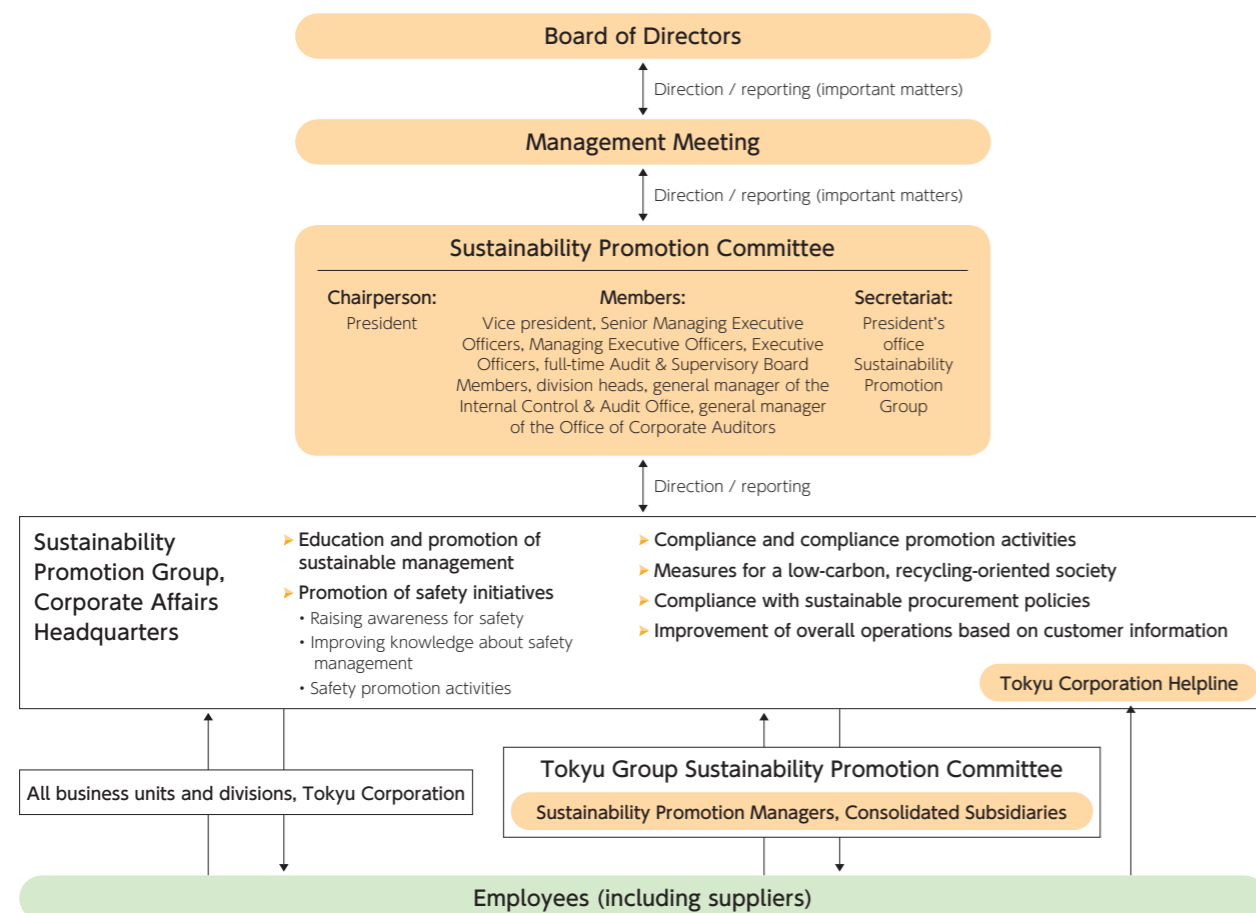 Board of Directors
Direction / reporting (important matters)
Management Meeting
Direction / reporting (important matters)
Sustainability Promotion Committee
Chairperson:
President
Members:
Vice president, Senior Managing Executive
Officers, Managing Executive Officers, Executive
Officers, full-time Audit & Supervisory Board
Members, division heads, general manager of the
Internal Control & Audit Office, general manager
of the Office of Corporate Auditors
Secretariat:
President's
office
Sustainability
Promotion
Group
Direction / reporting
Sustainability
Promotion Group,
Corporate Affairs
Headquarters
➤ Education and promotion of
sustainable management
➤ Promotion of safety initiatives
• Raising awareness for safety
• Improving knowledge about safety
management
• Safety promotion activities
➤ Compliance and compliance promotion activities
➤ Measures for a low-carbon, recycling-oriented society
➤ Compliance with sustainable procurement policies
➤ Improvement of overall operations based on customer information
Tokyu Corporation Helpline
All business units and divisions, Tokyu Corporation
Tokyu Group Sustainability Promotion Committee
Sustainability Promotion Managers, Consolidated Subsidiaries
Employees (including suppliers)